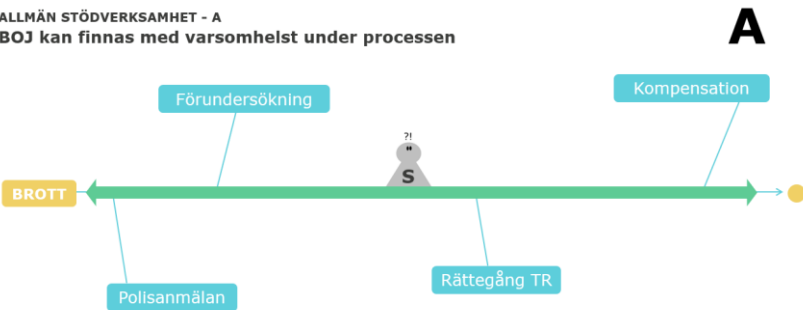 ALLMÄN STÖDVERKSAMHET - A
BOJ kan finnas med varsomhelst under processen
A
Förundersökning
Kompensation
?!
"
S
BROTT
Rättegång TR
Polisanmälan